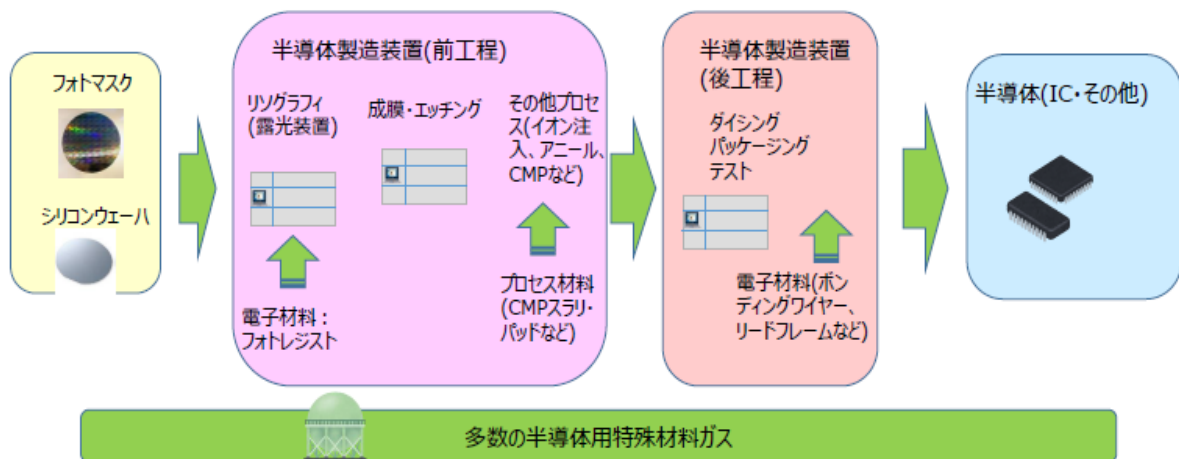 フォトマスク
シリコンウェーハ
半導体製造装置(前工程)
リソグラフィ
(露光装置)
成膜・エッチング
その他プロセ
ス(イオン注
入、アニール、
CMPなど)
電子材料：
フォトレジスト
プロセス材料
(CMPスラリ・
パッドなど)
半導体製造装置
(後工程)
ダイシング
パッケージング
テスト
電子材料(ボン
ディングワイヤー、
リードフレームなど)
半導体(IC・その他)
多数の半導体用特殊材料ガス